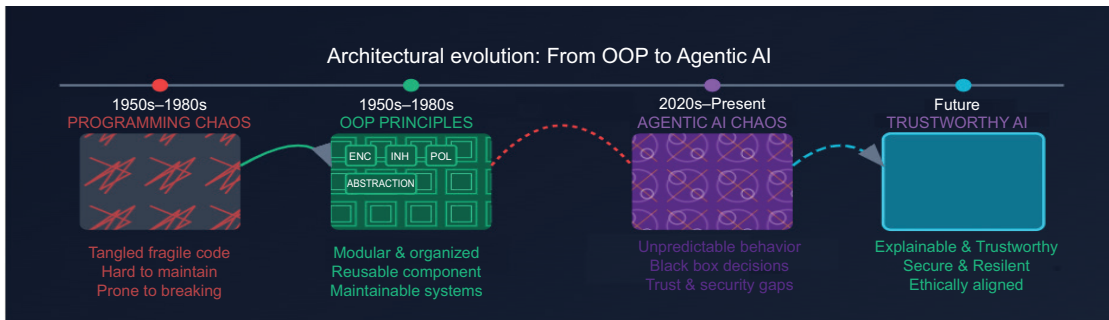 Architectural evolution: From OOP to Agentic AI
1950s–1980s
PROGRAMMING CHAOS
Tangled fragile code
Hard to maintain
Prone to breaking
1950s–1980s
OOP PRINCIPLES
ENC INH POL
ABSTRACTION
Modular & organized
Reusable component
Maintainable systems
2020s–Present
AGENTIC AI CHAOS
Unpredictable behavior
Black box decisions
Trust & security gaps
Future
TRUSTWORTHY AI
Explainable & Trustworthy
Secure & Resilent
Ethically aligned